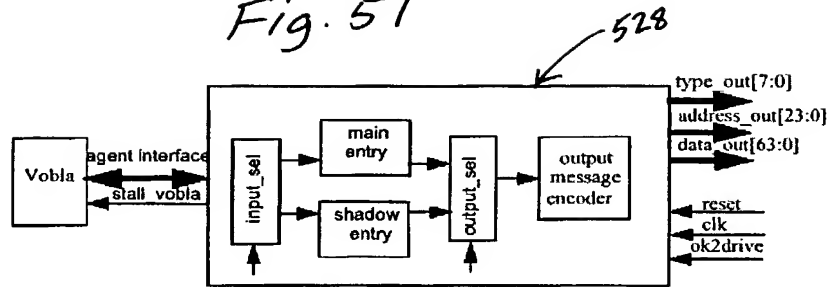 Fig. 51
528
type_out[7:0]
address_out[23:0]
data_out[63:0]
Vobla
agent interface
stall_vobla
input_sel
main
entry
shadow
entry
output_sel
output
message
encoder
reset
clk
ok2drive